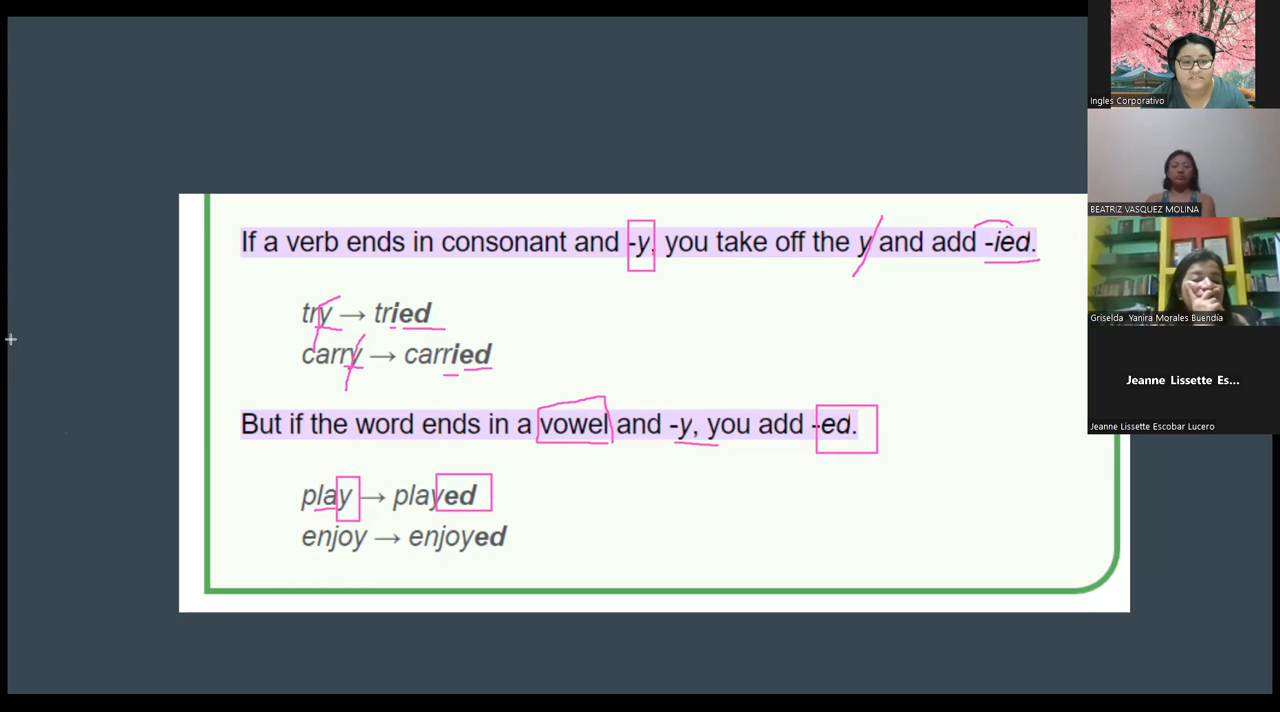 If a verb ends in consonant and -y, you take off the y and add -ied.
try → tried
carry → carried
But if the word ends in a vowel and -y, you add -ed.
play → played
enjoy → enjoyed
Ingles Corporativo
BEATRIZ VASQUEZ MOLINA
Griselda Yanira Morales Buendía
Jeanne Lissette Es...
Jeanne Lissette Escobar Lucero